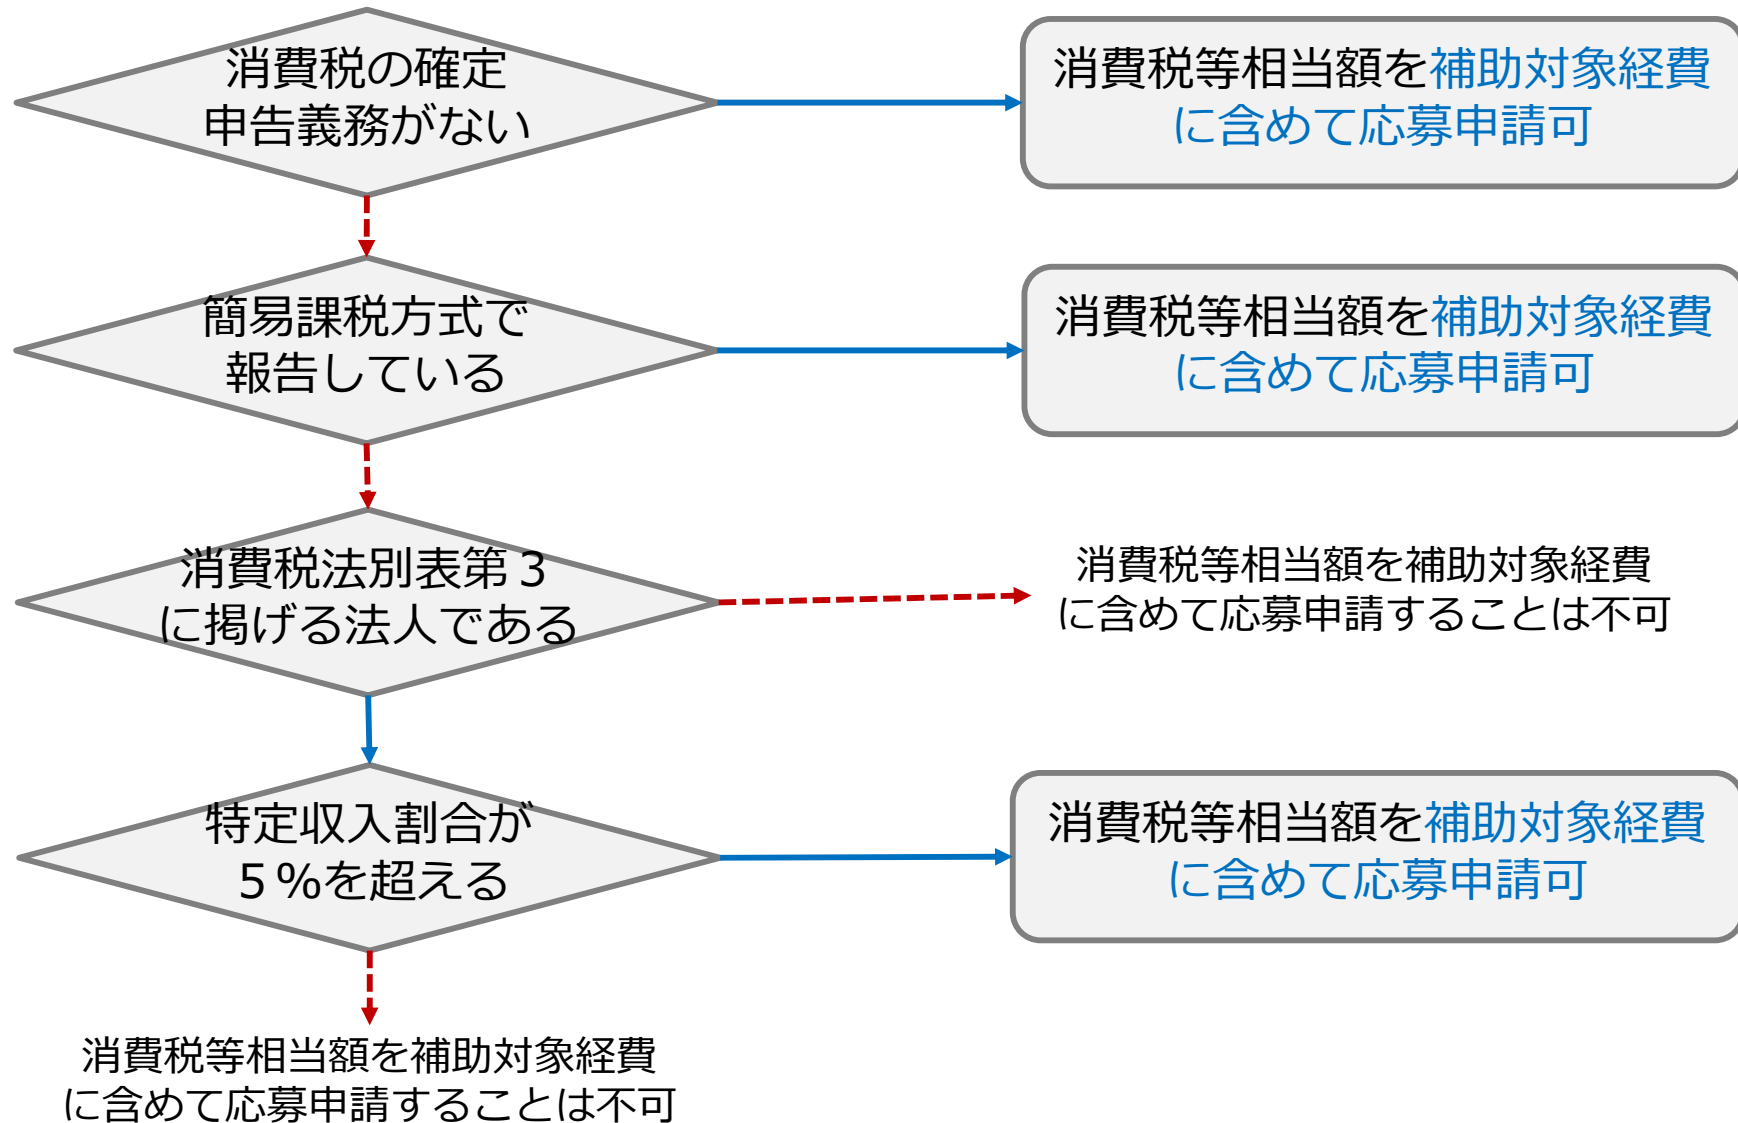 消費税の確定
申告義務がない
消費税等相当額を補助対象経費
に含めて応募申請可
簡易課税方式で
報告している
消費税等相当額を補助対象経費
に含めて応募申請可
消費税法別表第３
に掲げる法人である
消費税等相当額を補助対象経費
に含めて応募申請することは不可
特定収入割合が
５%を超える
消費税等相当額を補助対象経費
に含めて応募申請可
消費税等相当額を補助対象経費
に含めて応募申請することは不可